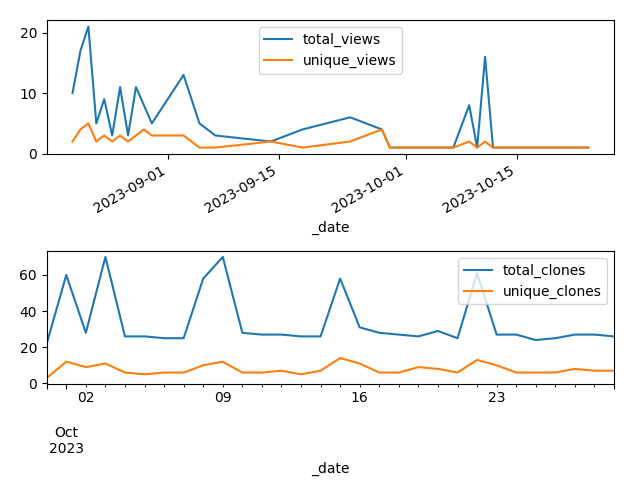 20
10
0
total_views
unique_views
2023-09-01
2023-09-15
2023-10-01
2023-10-15
_date
60
40
20
0
total_clones
unique_clones
02
09
16
23
Oct
2023
_date